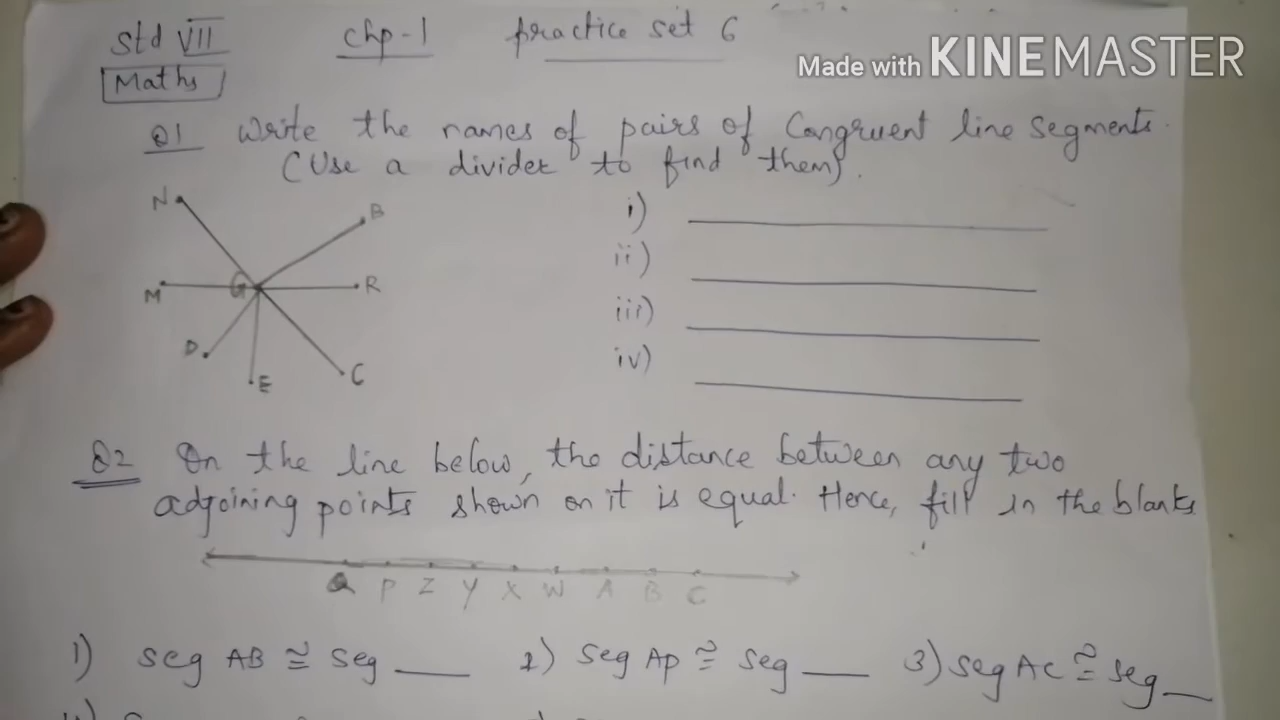 Std VII chp-1 practice set 6
Made with KINEMASTER
Maths
Q1 Write the names of pairs of Congruent line segments.
(Use a divider to find them).
N B
M G R
D E C
i)
ii)
iii)
iv)
Q2 On the line below, the distance between any two
adjoining points shown on it is equal. Hence, fill in the blanks
Q P Z Y X W A B C
1) seg AB ≅ seg ___ 2) seg AP ≅ seg ___ 3) seg AC ≅ seg __